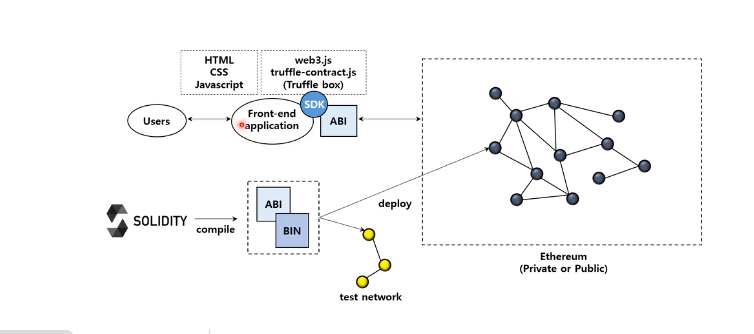 HTML
CSS
Javascript
web3.js
truffle-contract.js
(Truffle box)
Users
Front-end
application
SDK
ABI
SOLIDITY
compile
ABI
BIN
deploy
test network
Ethereum
(Private or Public)